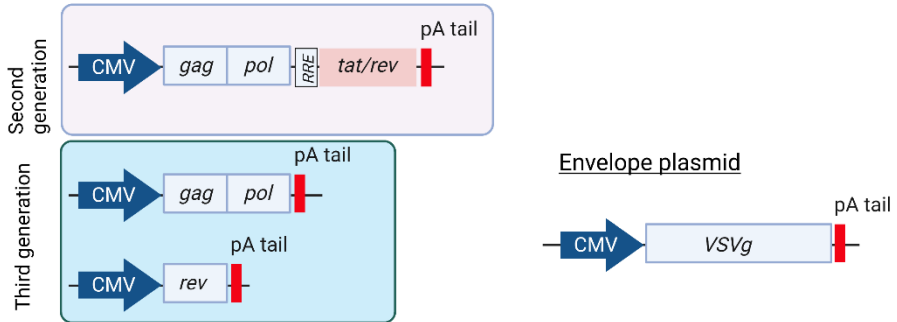 Second
generation
pA tail
CMV
gag
pol
RRE
tat/rev
Third generation
pA tail
CMV
gag
pol
pA tail
CMV
rev
Envelope plasmid
pA tail
CMV
VSVg